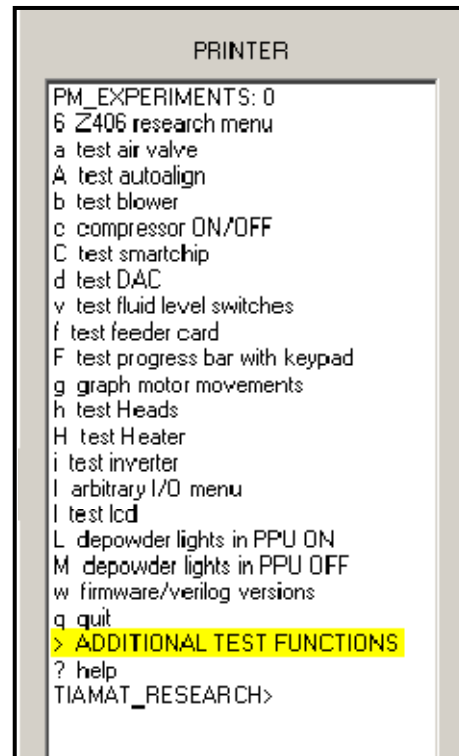 PRINTER
PM_EXPERIMENTS: 0
6 Z406 research menu
a test air valve
A test autoalign
b test blower
c compressor ON/OFF
C test smartchip
d test DAC
v test fluid level switches
f test feeder card
F test progress bar with keypad
g graph motor movements
h test Heads
H test Heater
i test inverter
I arbitrary I/O menu
l test lcd
L depowder lights in PPU ON
M depowder lights in PPU OFF
w firmware/verilog versions
q quit
> ADDITIONAL TEST FUNCTIONS
? help
TIAMAT_RESEARCH>